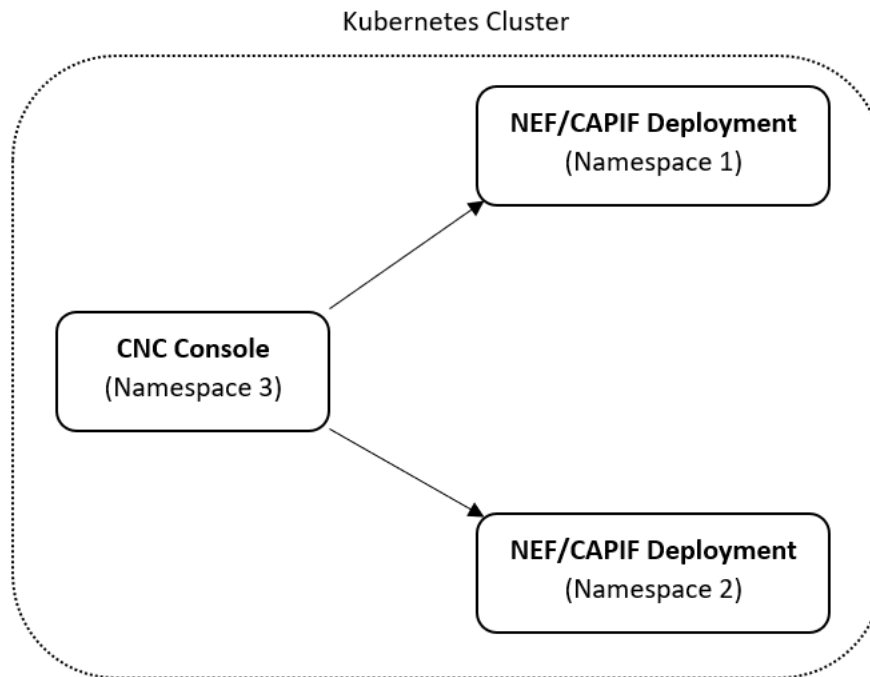 Kubernetes Cluster
NEF/CAPIF Deployment
(Namespace 1)
CNC Console
(Namespace 3)
NEF/CAPIF Deployment
(Namespace 2)